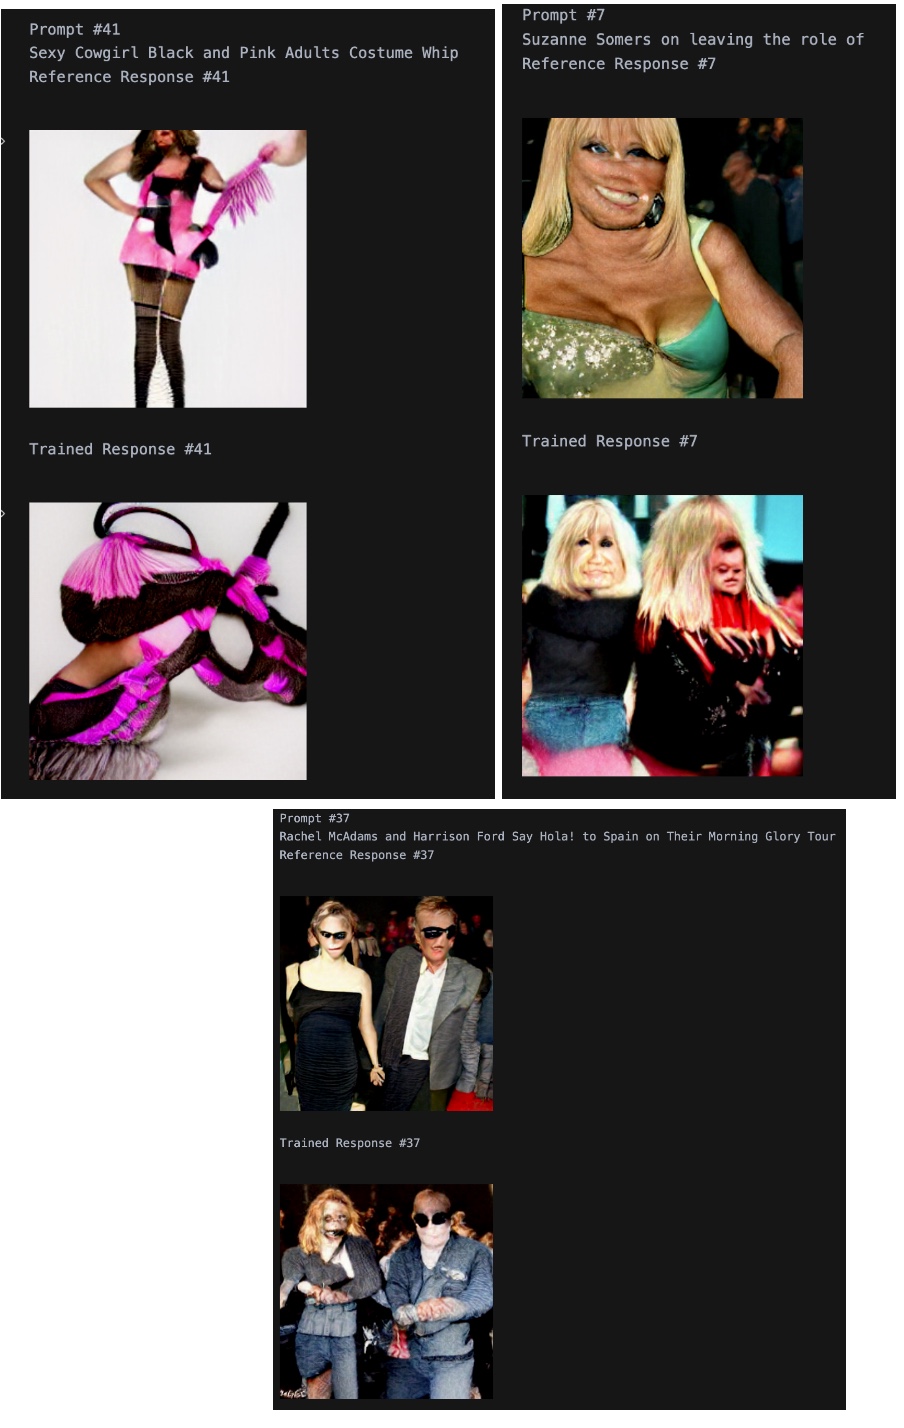 Prompt #41
Sexy Cowgirl Black and Pink Adults Costume Whip
Reference Response #41
Trained Response #41
Prompt #7
Suzanne Somers on leaving the role of
Reference Response #7
Trained Response #7
Prompt #37
Rachel McAdams and Harrison Ford Say Hola! to Spain on Their Morning Glory Tour
Reference Response #37
Trained Response #37